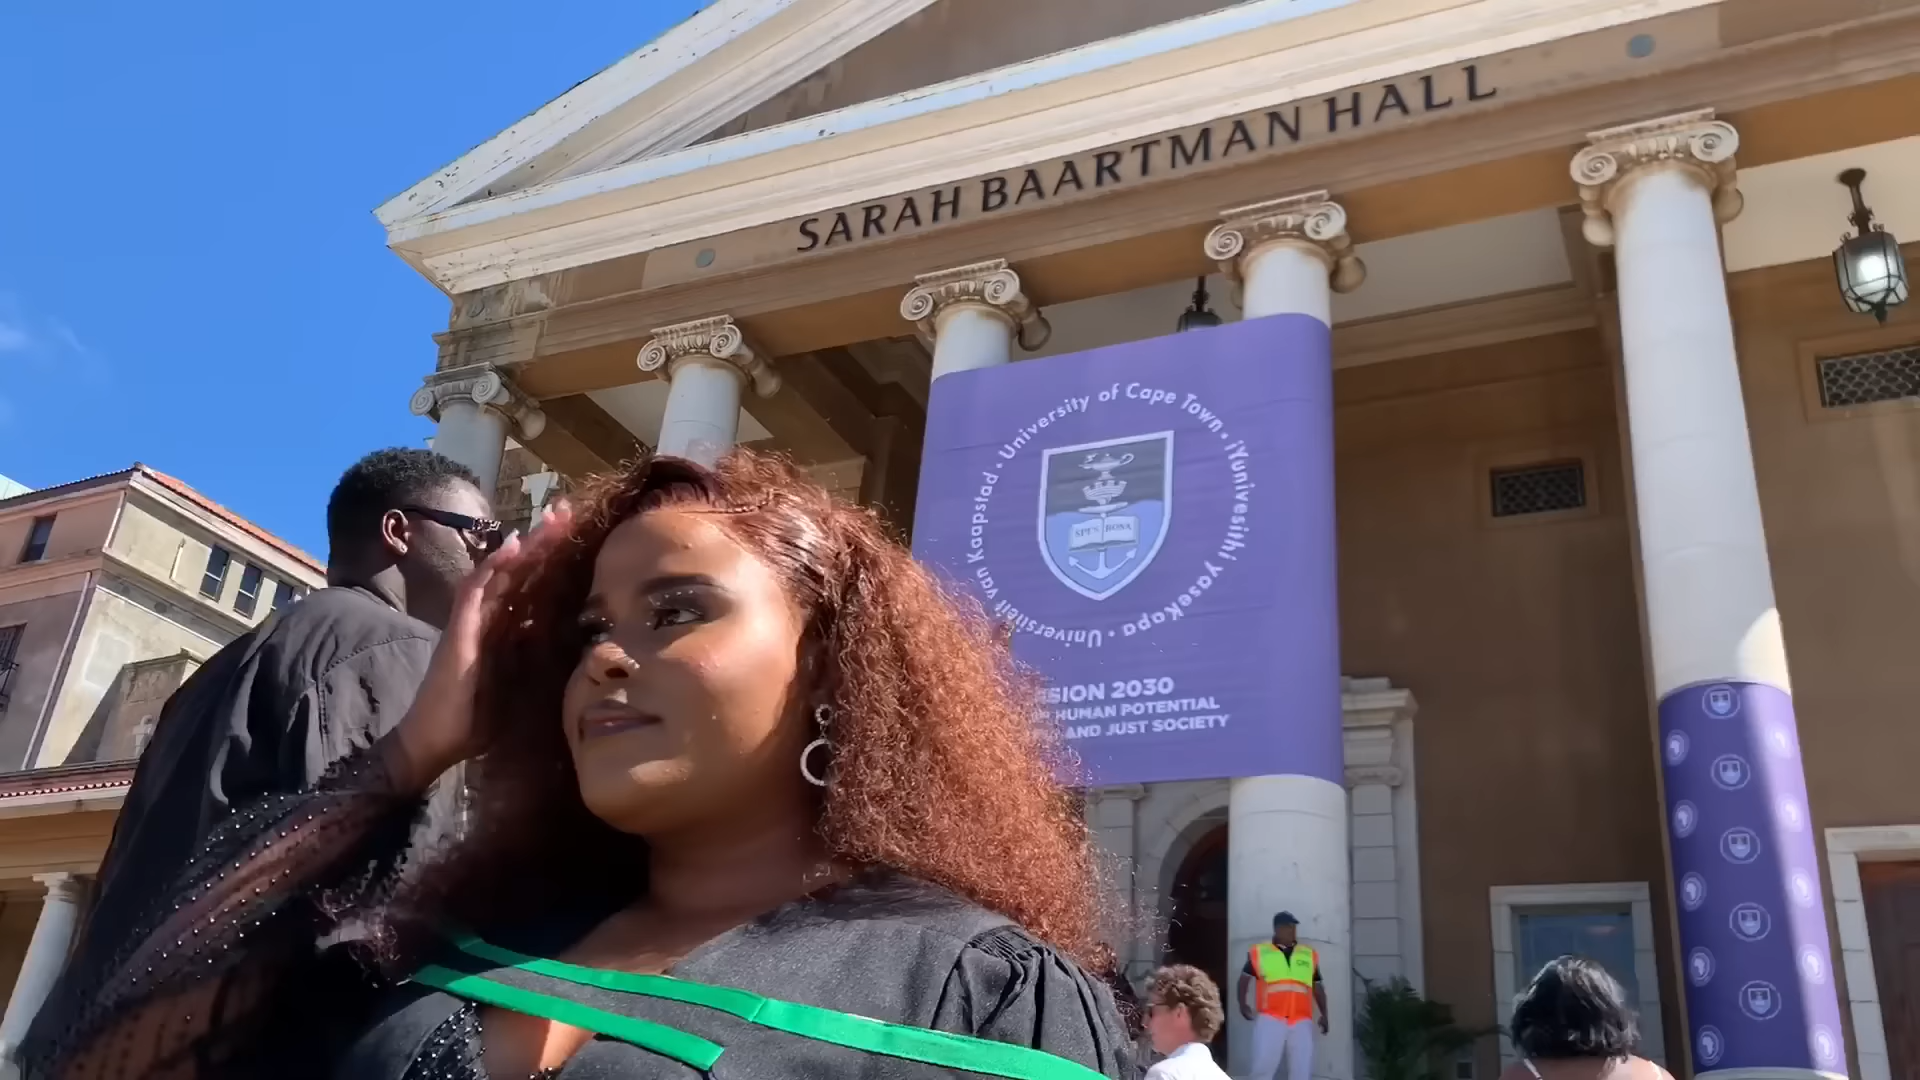 SARAH BAARTMAN HALL
University of Cape Town • iYunivesithi yaseKapa • Universiteit van Kaapstad •
SPES BONA
2030
HUMAN POTENTIAL
AND JUST SOCIETY